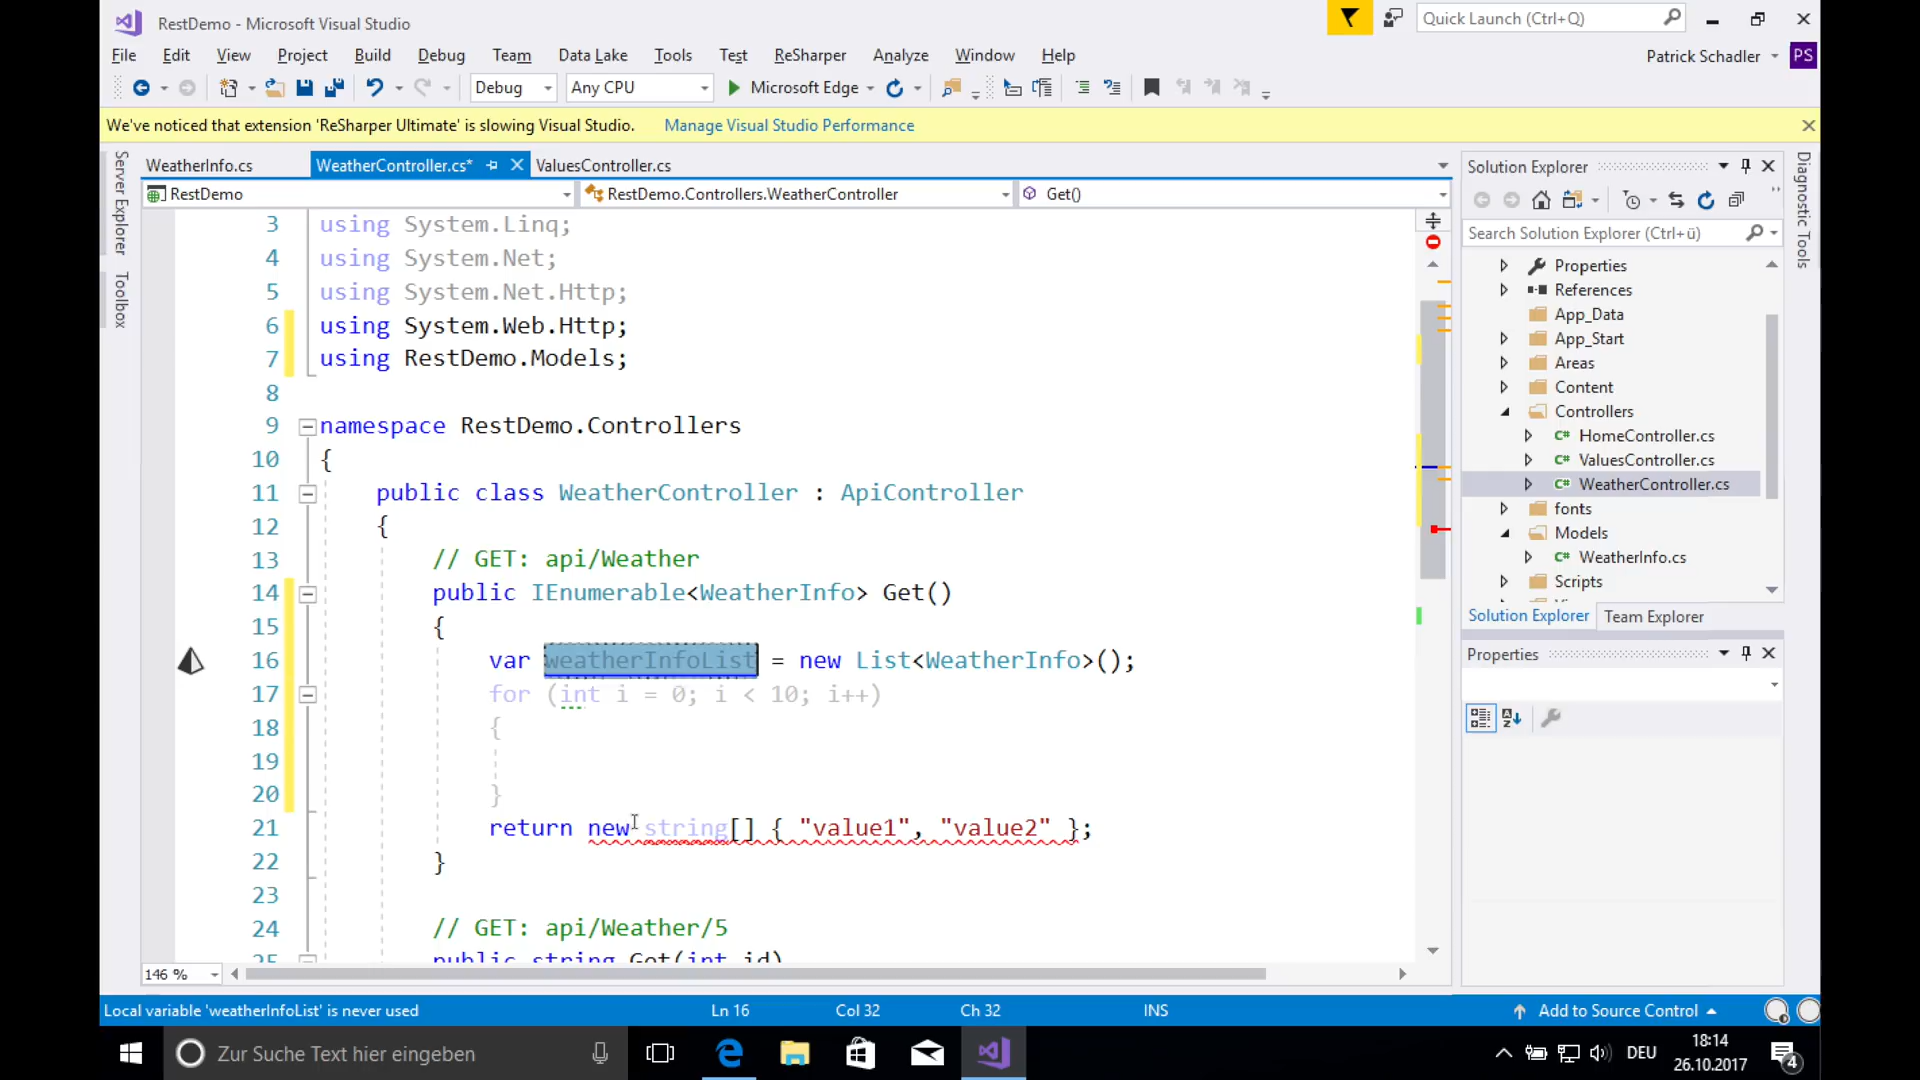 RestDemo - Microsoft Visual Studio
Quick Launch (Ctrl+Q)
File Edit View Project Build Debug Team Data Lake Tools Test ReSharper Analyze Window Help
Patrick Schadler PS
Debug Any CPU Microsoft Edge
We've noticed that extension 'ReSharper Ultimate' is slowing Visual Studio. Manage Visual Studio Performance
Server Explorer
Toolbox
WeatherInfo.cs WeatherController.cs* ValuesController.cs
RestDemo RestDemo.Controllers.WeatherController Get()
3 using System.Linq;
4 using System.Net;
5 using System.Net.Http;
6 using System.Web.Http;
7 using RestDemo.Models;
8
9 namespace RestDemo.Controllers
10 {
11 public class WeatherController : ApiController
12 {
13 // GET: api/Weather
14 public IEnumerable<WeatherInfo> Get()
15 {
16 var weatherInfoList = new List<WeatherInfo>();
17 for (int i = 0; i < 10; i++)
18 {
19
20 }
21 return new string[] { "value1", "value2" };
22 }
23
24 // GET: api/Weather/5
25 public string Get(int id)
146 %
Solution Explorer
Search Solution Explorer (Ctrl+ü)
Properties
References
App_Data
App_Start
Areas
Content
Controllers
C# HomeController.cs
C# ValuesController.cs
C# WeatherController.cs
fonts
Models
C# WeatherInfo.cs
Scripts
Solution Explorer Team Explorer
Properties
Diagnostic Tools
Local variable 'weatherInfoList' is never used Ln 16 Col 32 Ch 32 INS Add to Source Control
Zur Suche Text hier eingeben
DEU
18:14
26.10.2017
4